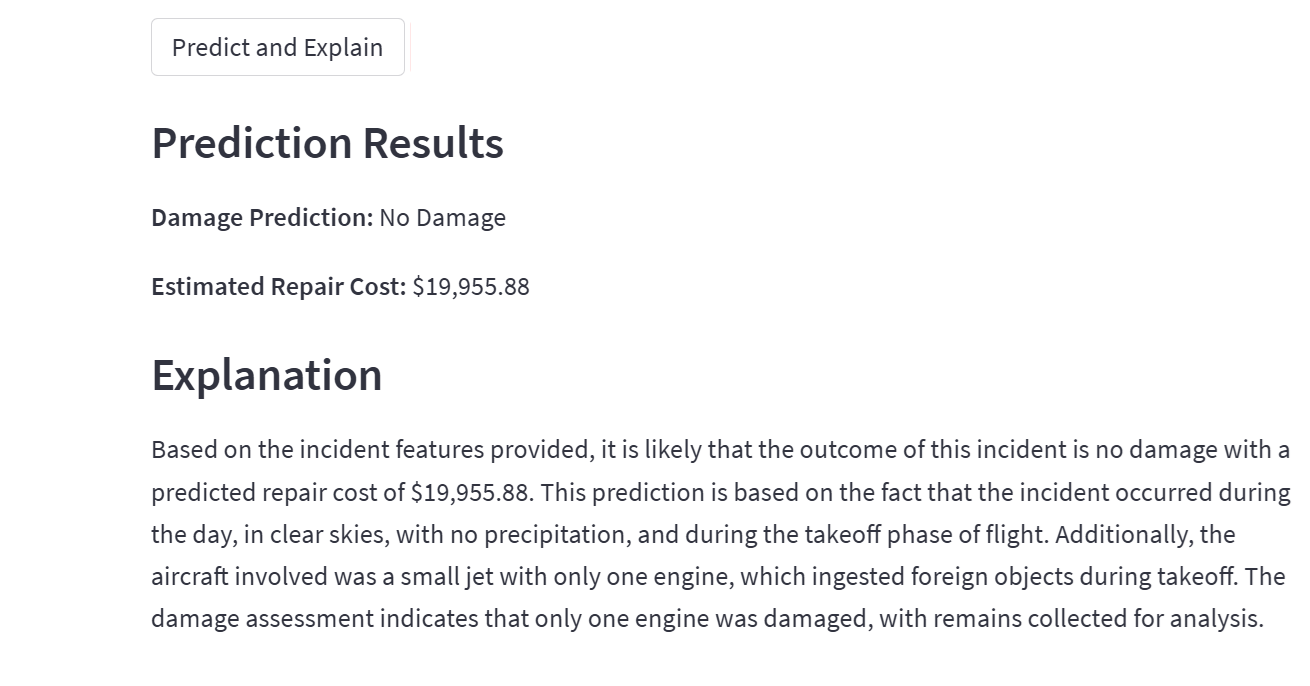 Predict and Explain
Prediction Results
Damage Prediction: No Damage
Estimated Repair Cost: $19,955.88
Explanation
Based on the incident features provided, it is likely that the outcome of this incident is no damage with a
predicted repair cost of $19,955.88. This prediction is based on the fact that the incident occurred during
the day, in clear skies, with no precipitation, and during the takeoff phase of flight. Additionally, the
aircraft involved was a small jet with only one engine, which ingested foreign objects during takeoff. The
damage assessment indicates that only one engine was damaged, with remains collected for analysis.